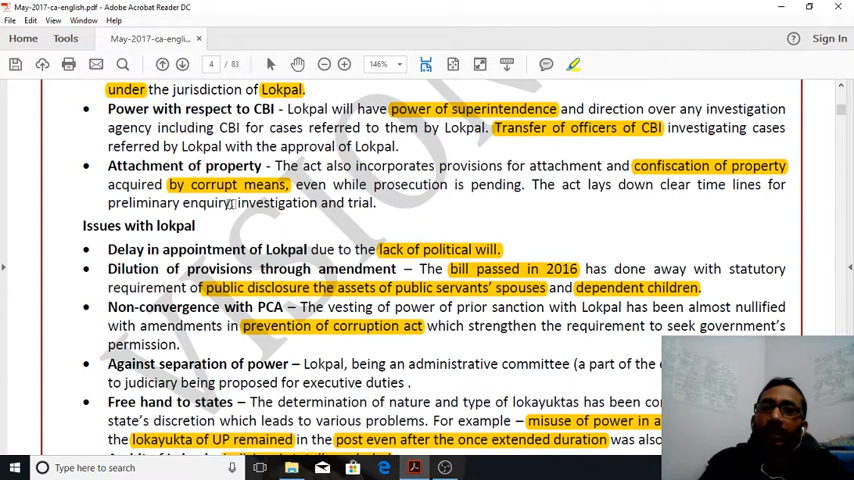 May-2017-ca-english.pdf - Adobe Acrobat Reader DC
File Edit View Window Help
Home Tools May-2017-ca-engli... × Sign In
4 / 83 146%
under the jurisdiction of Lokpal.
• Power with respect to CBI - Lokpal will have power of superintendence and direction over any investigation
agency including CBI for cases referred to them by Lokpal. Transfer of officers of CBI investigating cases
referred by Lokpal with the approval of Lokpal.
• Attachment of property - The act also incorporates provisions for attachment and confiscation of property
acquired by corrupt means, even while prosecution is pending. The act lays down clear time lines for
preliminary enquiry investigation and trial.
Issues with lokpal
• Delay in appointment of Lokpal due to the lack of political will.
• Dilution of provisions through amendment – The bill passed in 2016 has done away with statutory
requirement of public disclosure the assets of public servants' spouses and dependent children.
• Non-convergence with PCA – The vesting of power of prior sanction with Lokpal has been almost nullified
with amendments in prevention of corruption act which strengthen the requirement to seek government's
permission.
• Against separation of power – Lokpal, being an administrative committee (a part of the
to judiciary being proposed for executive duties .
• Free hand to states – The determination of nature and type of lokayuktas has been
state's discretion which leads to various problems. For example – misuse of power in
the lokayukta of UP remained in the post even after the once extended duration was
VISION
Type here to search